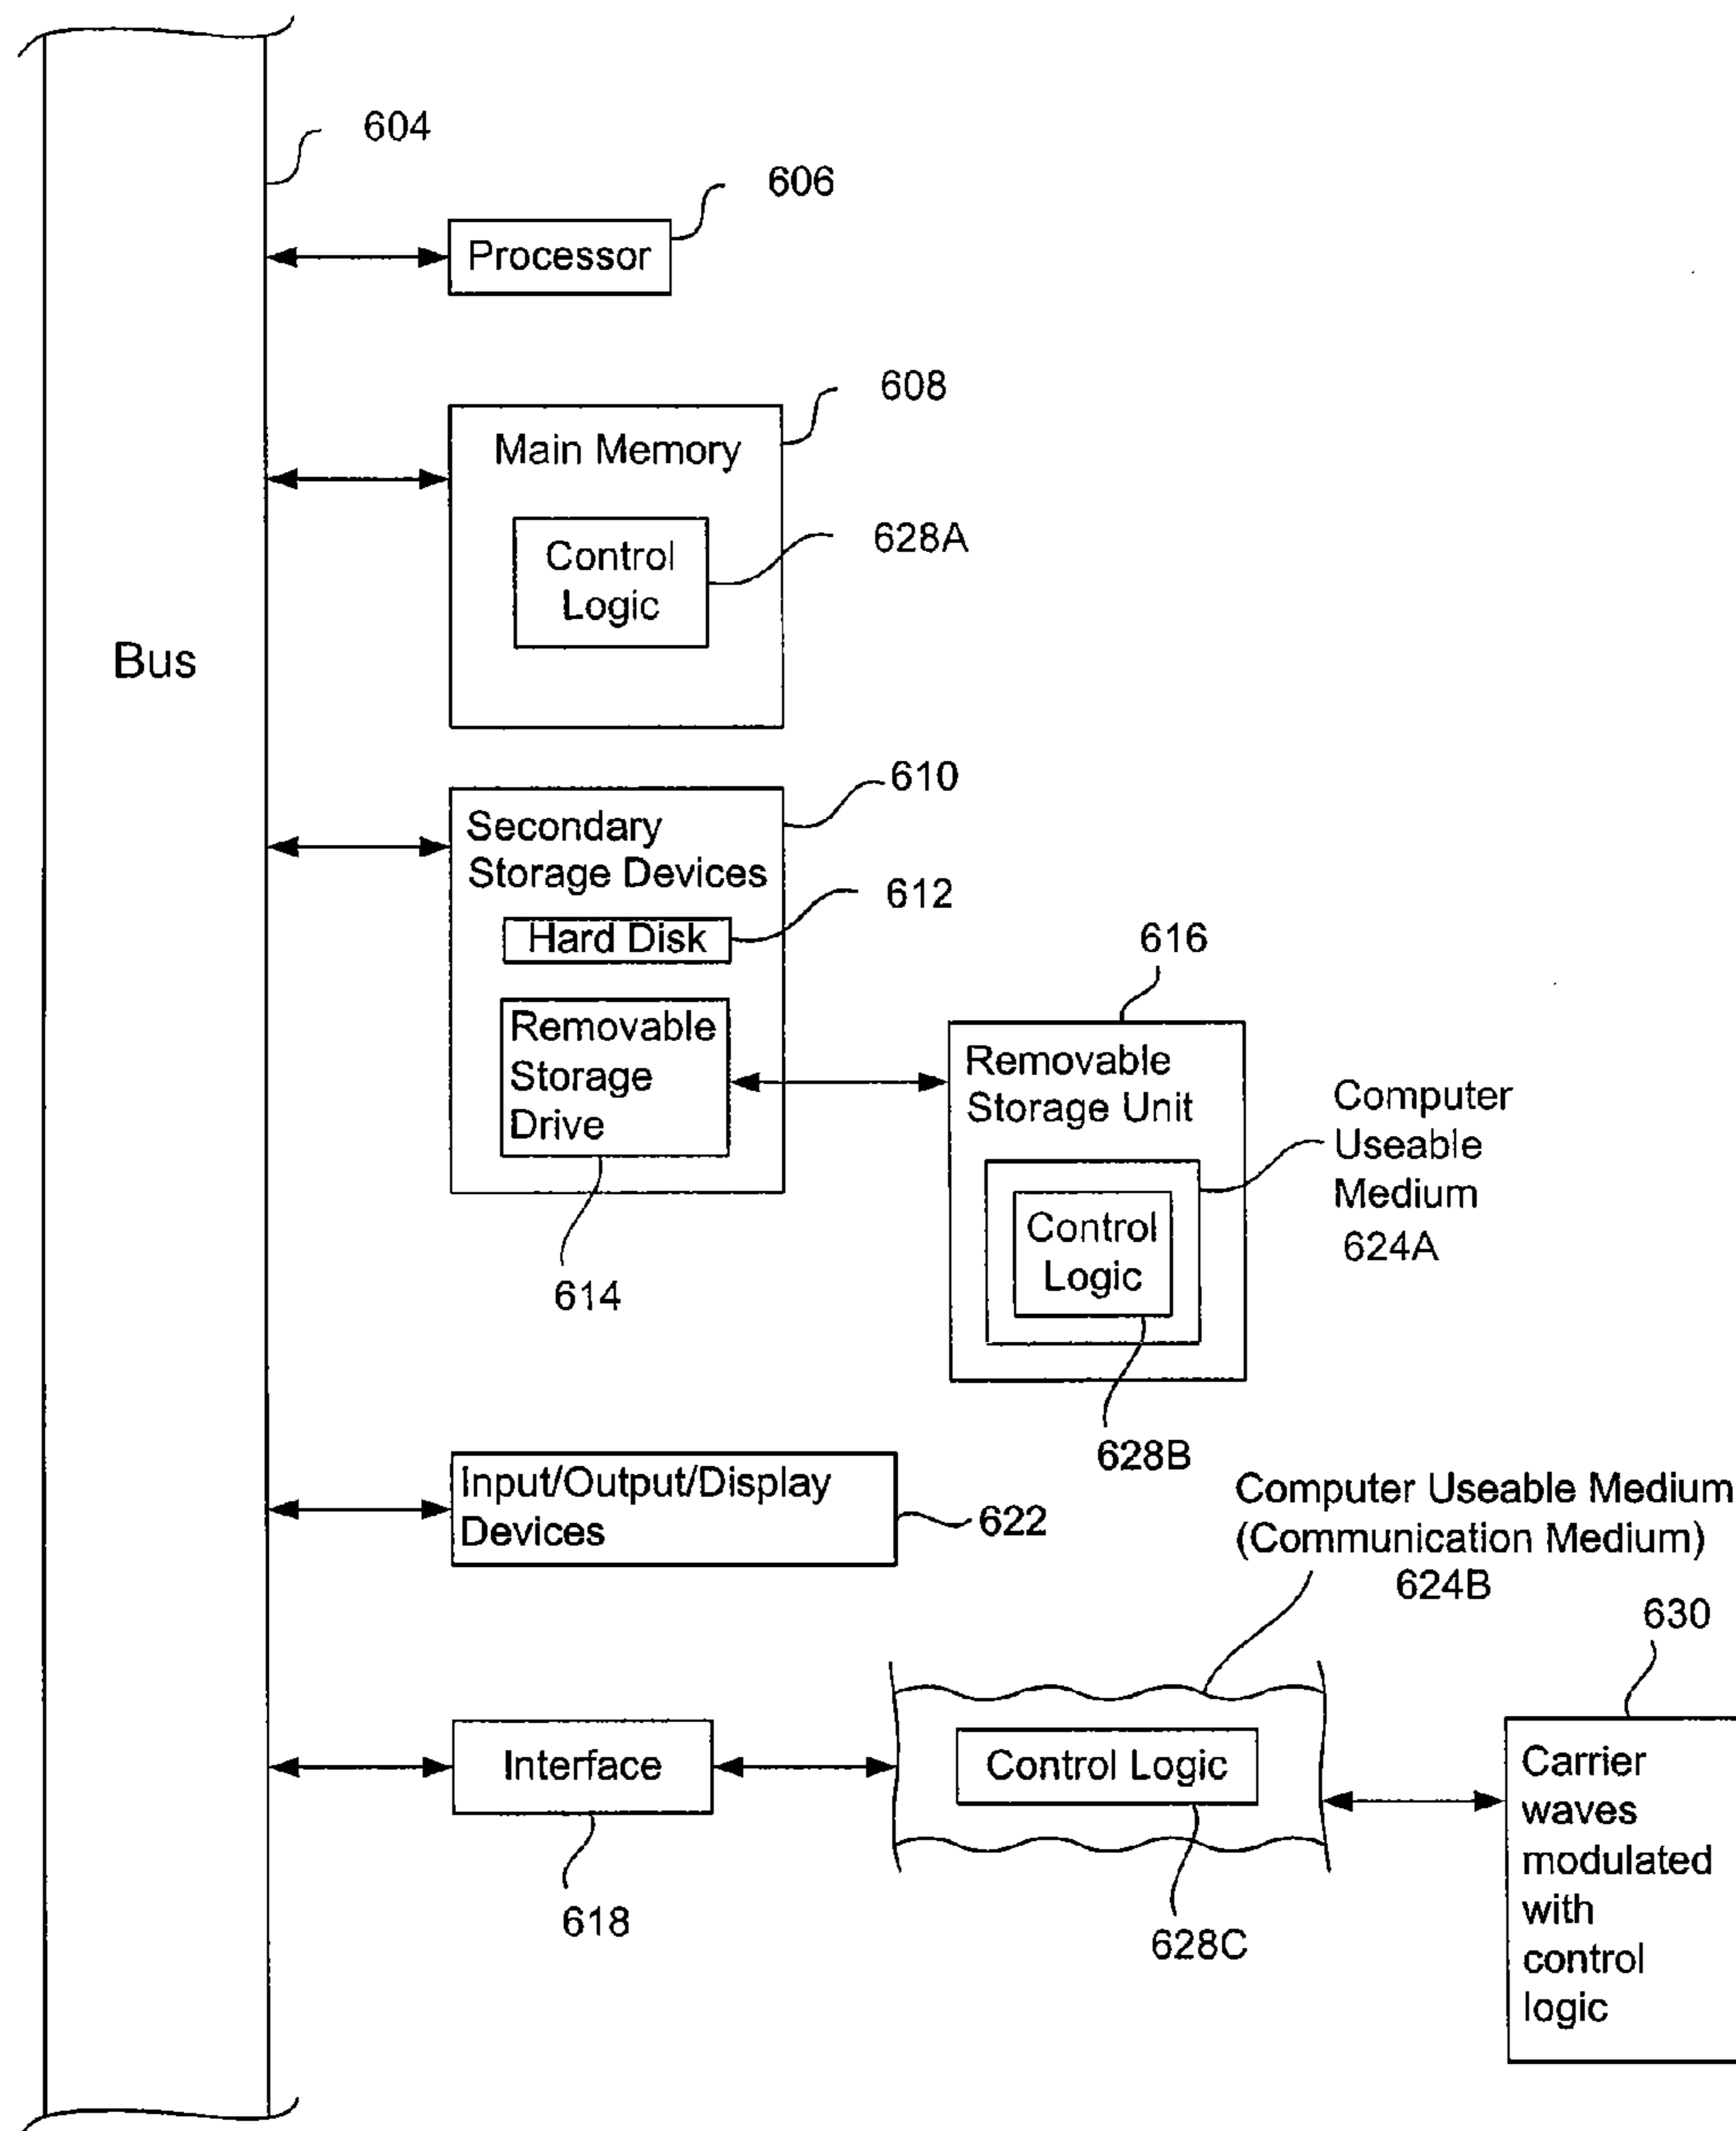 604
606
Processor
608
Main Memory
Control
Logic
628A
Bus
610
Secondary
Storage Devices
612
Hard Disk
616
Removable
Storage
Drive
Removable
Storage Unit
Computer
Useable
Medium
624A
Control
Logic
614
628B
Input/Output/Display
Devices
622
Computer Useable Medium
(Communication Medium)
624B
630
Interface
Control Logic
Carrier
waves
modulated
with
control
logic
618
628C